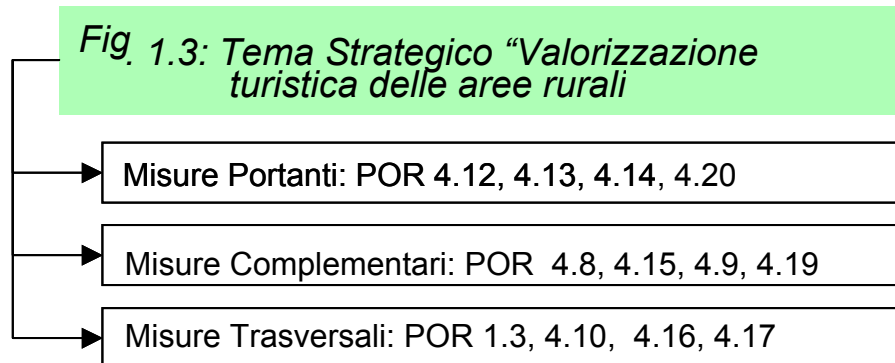 Fig. 1.3: Tema Strategico “Valorizzazione
turistica delle aree rurali
Misure Portanti: POR 4.12, 4.13, 4.14, 4.20
Misure Complementari: POR 4.8, 4.15, 4.9, 4.19
Misure Trasversali: POR 1.3, 4.10, 4.16, 4.17